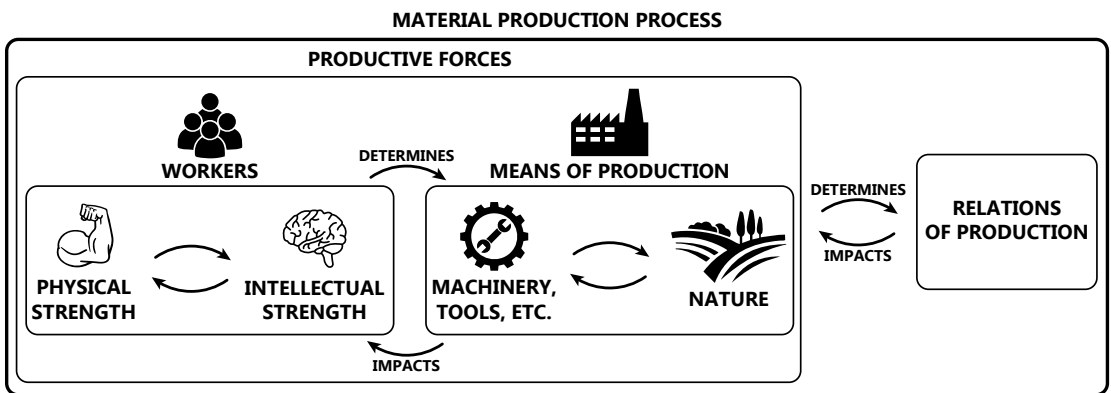 MATERIAL PRODUCTION PROCESS
PRODUCTIVE FORCES
WORKERS
DETERMINES
MEANS OF PRODUCTION
PHYSICAL
STRENGTH
INTELLECTUAL
STRENGTH
MACHINERY,
TOOLS, ETC.
NATURE
IMPACTS
DETERMINES
IMPACTS
RELATIONS
OF PRODUCTION